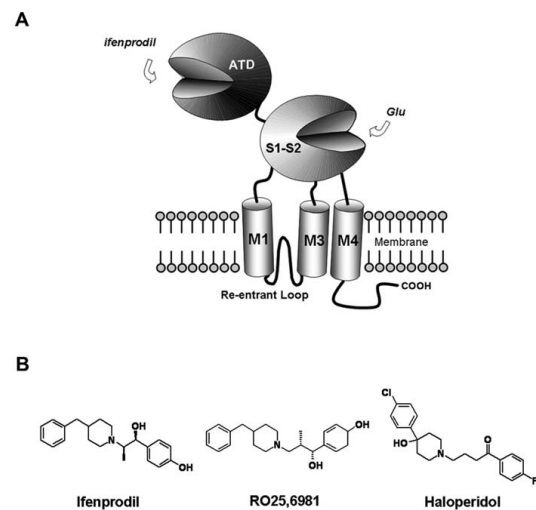 A
ifenprodil
ATD
Glu
S1-S2
M1
M3
M4
Membrane
Re-entrant Loop
COOH
B
Cl
HO
N
O
F
N
OH
OH
N
OH
OH
Ifenprodil
RO25,6981
Haloperidol